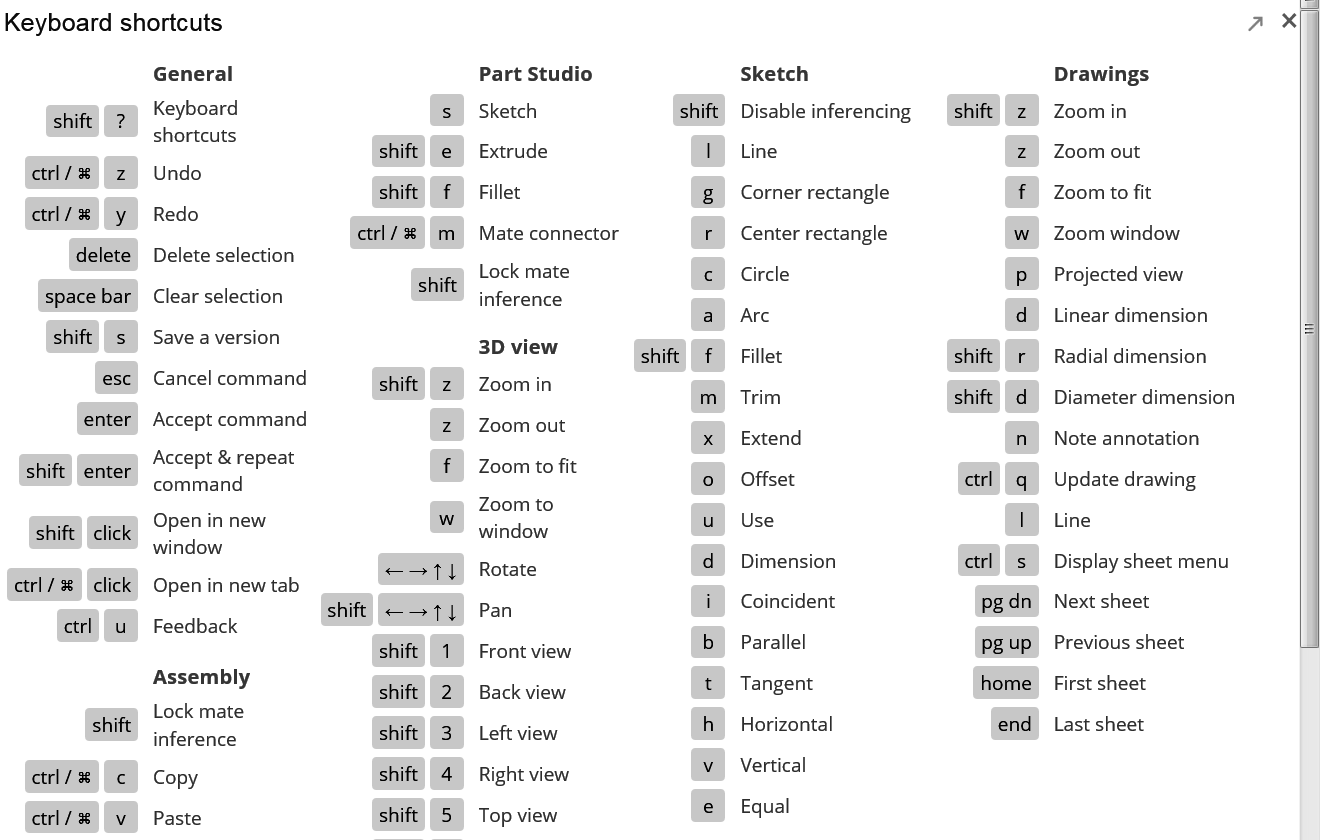 Keyboard shortcuts
General
shift ? Keyboard
shortcuts
ctrl / ⌘ z Undo
ctrl / ⌘ y Redo
delete Delete selection
space bar Clear selection
shift s Save a version
esc Cancel command
enter Accept command
shift enter Accept & repeat
command
shift click Open in new
window
ctrl / ⌘ click Open in new tab
ctrl u Feedback
Assembly
shift Lock mate
inference
ctrl / ⌘ c Copy
ctrl / ⌘ v Paste
Part Studio
s Sketch
shift e Extrude
shift f Fillet
ctrl / ⌘ m Mate connector
shift Lock mate
inference
3D view
shift z Zoom in
z Zoom out
f Zoom to fit
w Zoom to
window
←→↑↓ Rotate
shift ←→↑↓ Pan
shift 1 Front view
shift 2 Back view
shift 3 Left view
shift 4 Right view
shift 5 Top view
Sketch
shift Disable inferencing
l Line
g Corner rectangle
r Center rectangle
c Circle
a Arc
shift f Fillet
m Trim
x Extend
o Offset
u Use
d Dimension
i Coincident
b Parallel
t Tangent
h Horizontal
v Vertical
e Equal
Drawings
shift z Zoom in
z Zoom out
f Zoom to fit
w Zoom window
p Projected view
d Linear dimension
shift r Radial dimension
shift d Diameter dimension
n Note annotation
ctrl q Update drawing
l Line
ctrl s Display sheet menu
pg dn Next sheet
pg up Previous sheet
home First sheet
end Last sheet